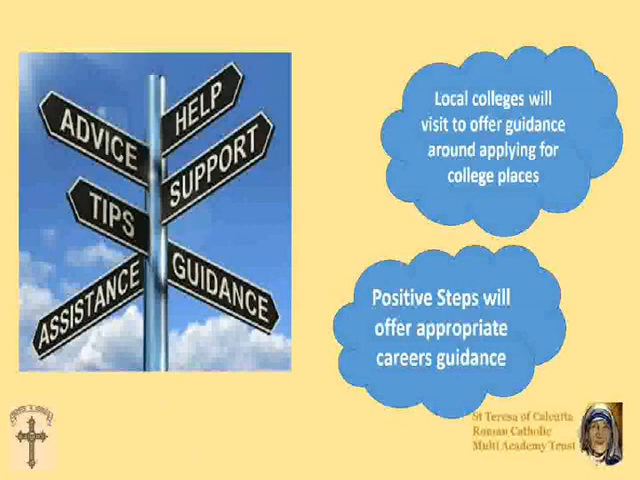 HELP
ADVICE
SUPPORT
TIPS
GUIDANCE
ASSISTANCE
Local colleges will
visit to offer guidance
around applying for
college places
Positive Steps will
offer appropriate
careers guidance
St Teresa of Calcutta
Roman Catholic
Multi Academy Trust